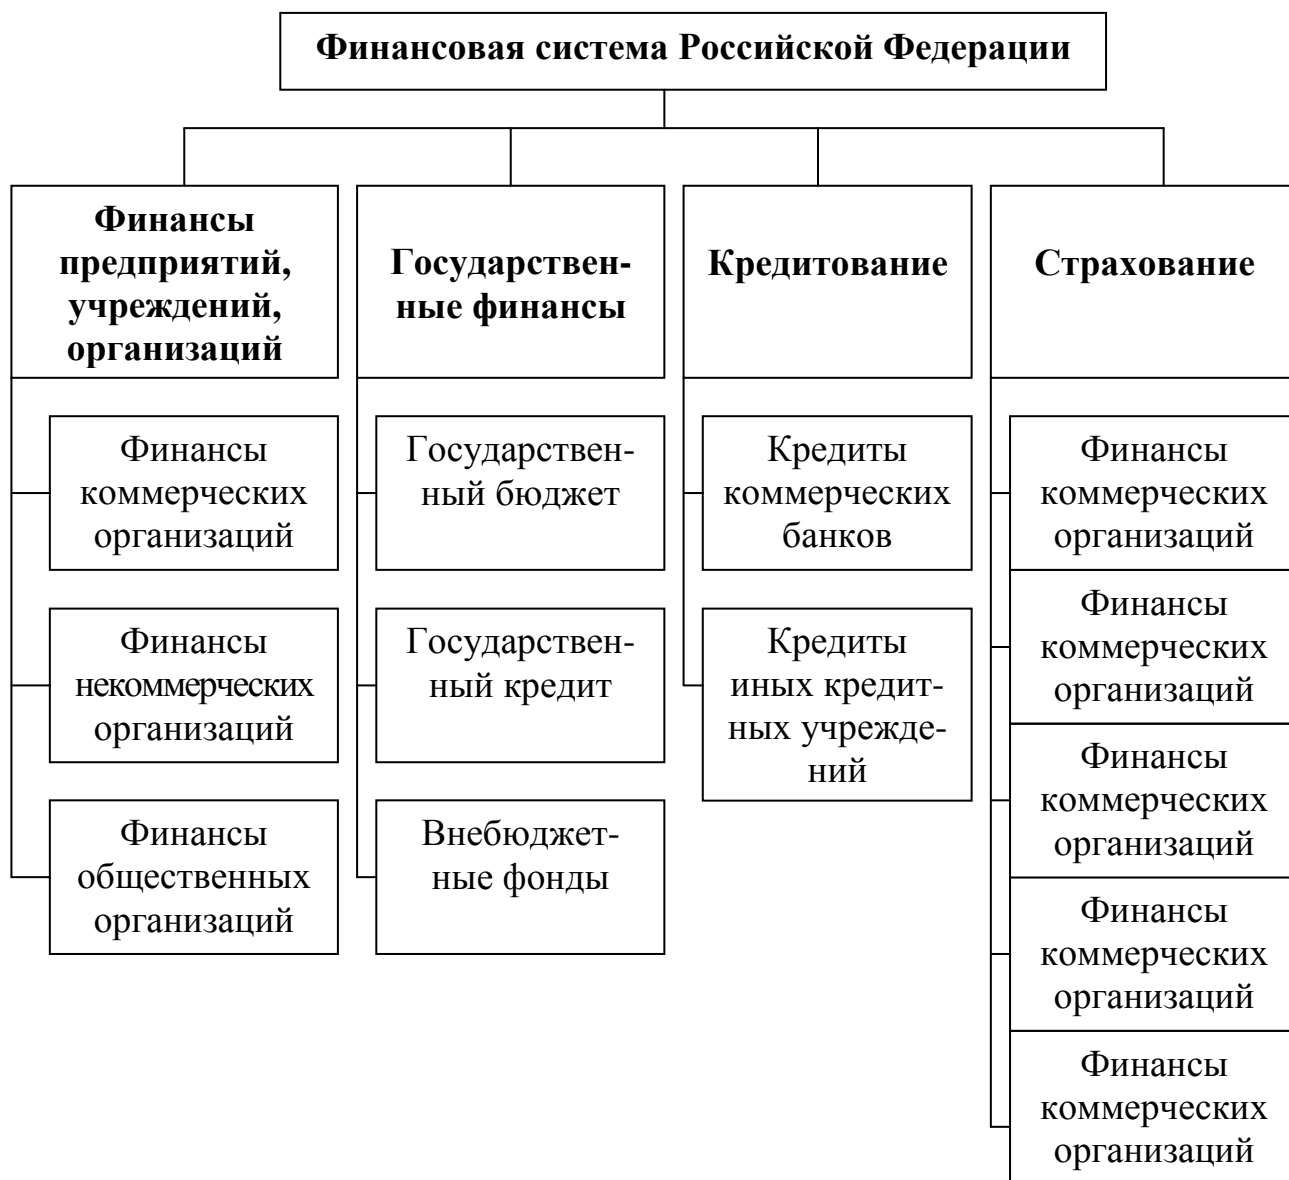 Финансовая система Российской Федерации
Финансы
предприятий,
учреждений,
организаций
Государствен-
ные финансы
Кредитование
Страхование
Финансы
коммерческих
организаций
Финансы
некоммерческих
организаций
Финансы
общественных
организаций
Государствен-
ный бюджет
Государствен-
ный кредит
Внебюджет-
ные фонды
Кредиты
коммерческих
банков
Кредиты
иных кредит-
ных учрежде-
ний
Финансы
коммерческих
организаций
Финансы
коммерческих
организаций
Финансы
коммерческих
организаций
Финансы
коммерческих
организаций
Финансы
коммерческих
организаций